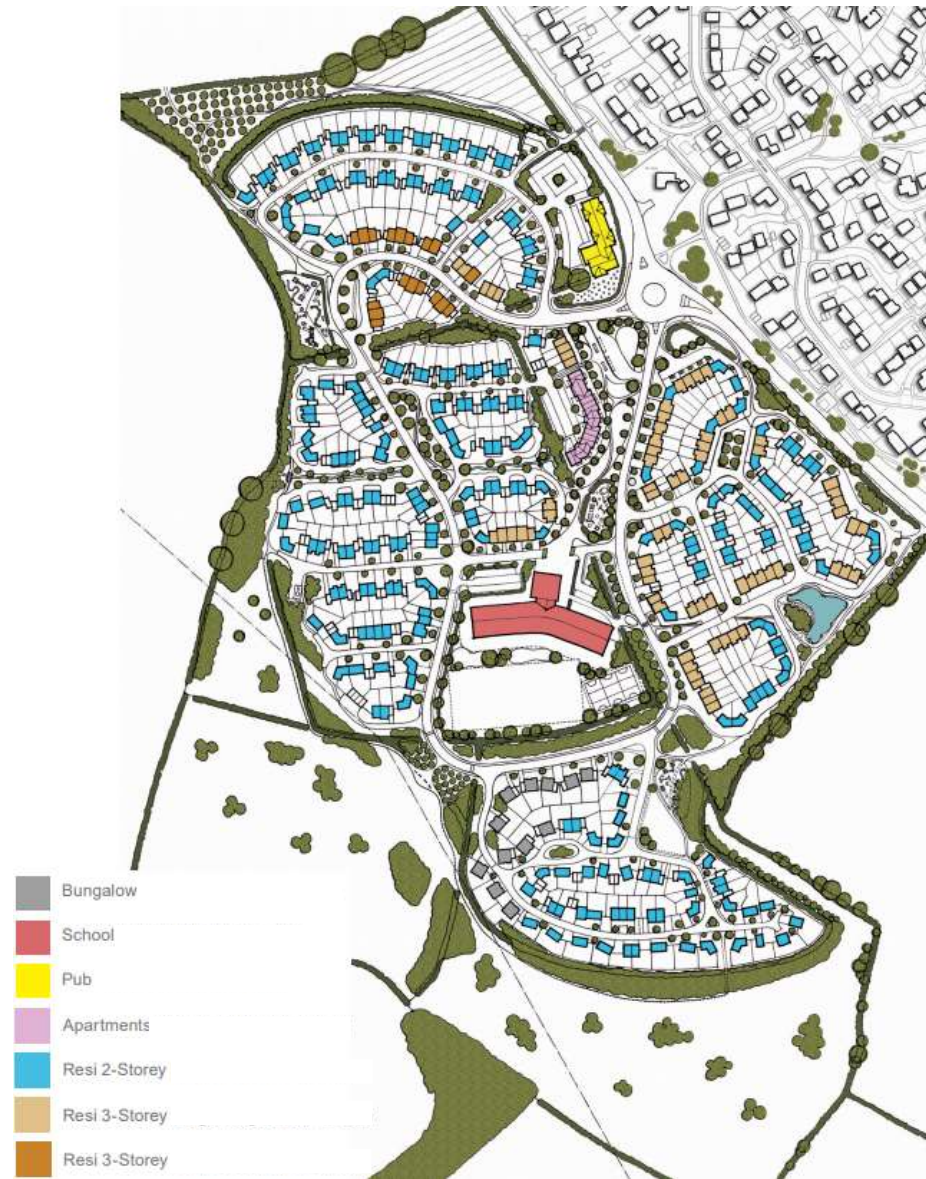 Bungalow
School
Pub
Apartments
Resi 2-Storey
Resi 3-Storey
Resi 3-Storey